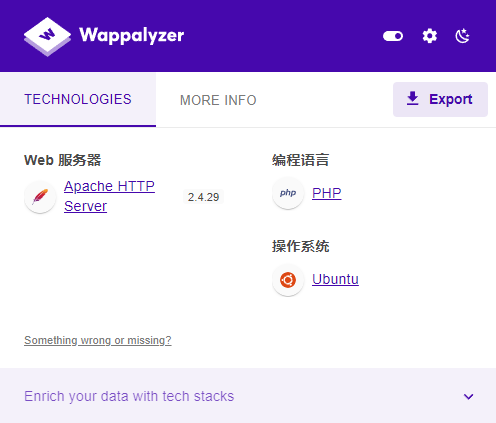 Wappalyzer
TECHNOLOGIES
MORE INFO
Export
Web 服务器
Apache HTTP
Server
2.4.29
编程语言
php
PHP
操作系统
Ubuntu
Something wrong or missing?
Enrich your data with tech stacks